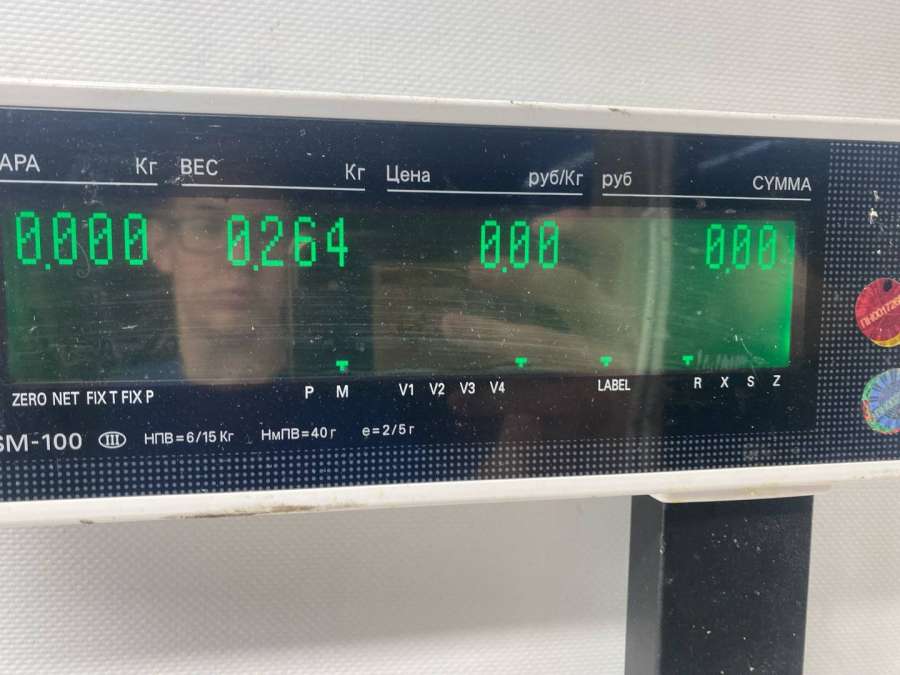 АРА Кг ВЕС Кг Цена руб/Кг руб СУММА
0.000 0.264 0.00 0.00
ZERO NET FIX T FIX P P M V1 V2 V3 V4 LABEL R X S Z
SM-100 III НПВ=6/15 Кг НмПВ=40 г e=2/5 г